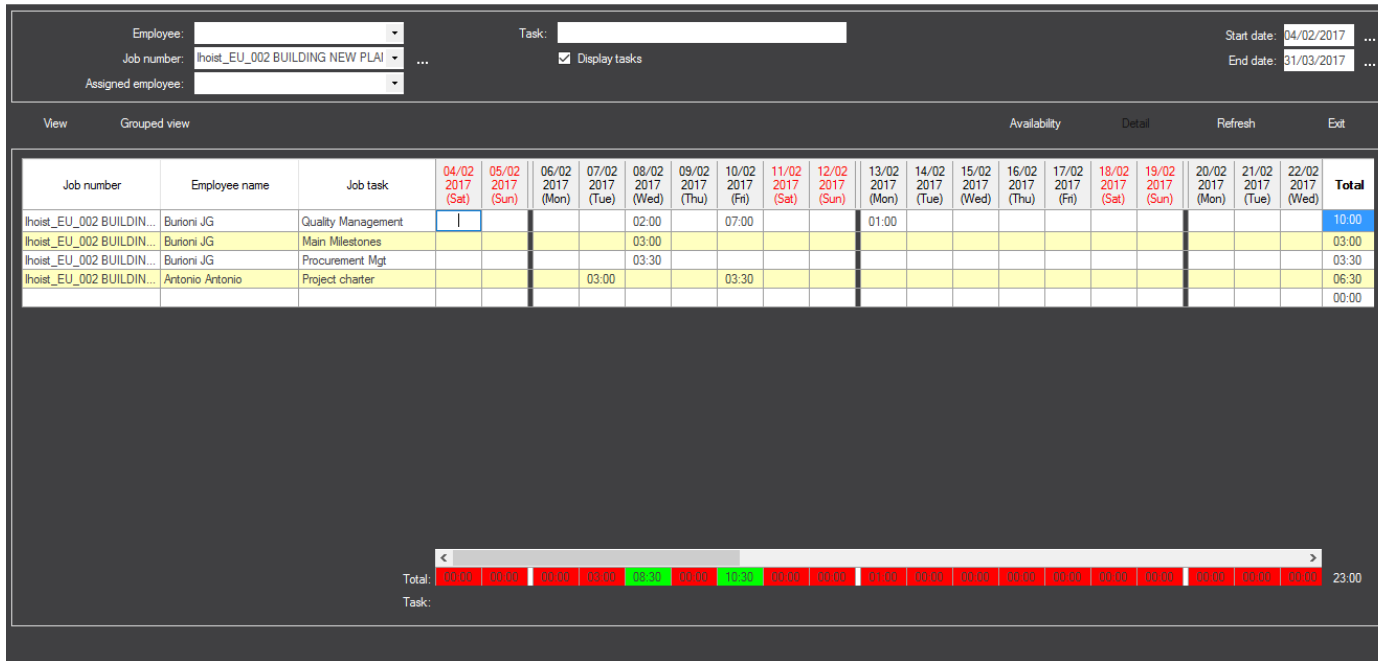 Employee: Task: Start date: 04/02/2017 ...
Job number: lhoist_EU_002 BUILDING NEW PLAI ... Display tasks End date: 31/03/2017 ...
Assigned employee:
View Grouped view Availability Detail Refresh Exit
Job number Employee name Job task 04/02 2017 (Sat) 05/02 2017 (Sun) 06/02 2017 (Mon) 07/02 2017 (Tue) 08/02 2017 (Wed) 09/02 2017 (Thu) 10/02 2017 (Fri) 11/02 2017 (Sat) 12/02 2017 (Sun) 13/02 2017 (Mon) 14/02 2017 (Tue) 15/02 2017 (Wed) 16/02 2017 (Thu) 17/02 2017 (Fri) 18/02 2017 (Sat) 19/02 2017 (Sun) 20/02 2017 (Mon) 21/02 2017 (Tue) 22/02 2017 (Wed) Total
lhoist_EU_002 BUILDIN... Burioni JG Quality Management 02:00 07:00 01:00 10:00
lhoist_EU_002 BUILDIN... Burioni JG Main Milestones 03:00 03:00
lhoist_EU_002 BUILDIN... Burioni JG Procurement Mgt 03:30 03:30
lhoist_EU_002 BUILDIN... Antonio Antonio Project charter 03:00 03:30 06:30
00:00
Total: 00:00 00:00 00:00 03:00 08:30 00:00 10:30 00:00 00:00 01:00 00:00 00:00 00:00 00:00 00:00 00:00 00:00 00:00 00:00 23:00
Task: